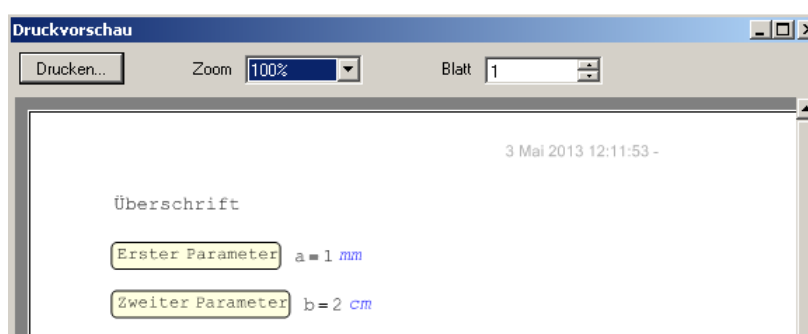 Druckvorschau
Drucken... Zoom 100% Blatt 1
3 Mai 2013 12:11:53 -
Überschrift
Erster Parameter a = 1 mm
Zweiter Parameter b = 2 cm